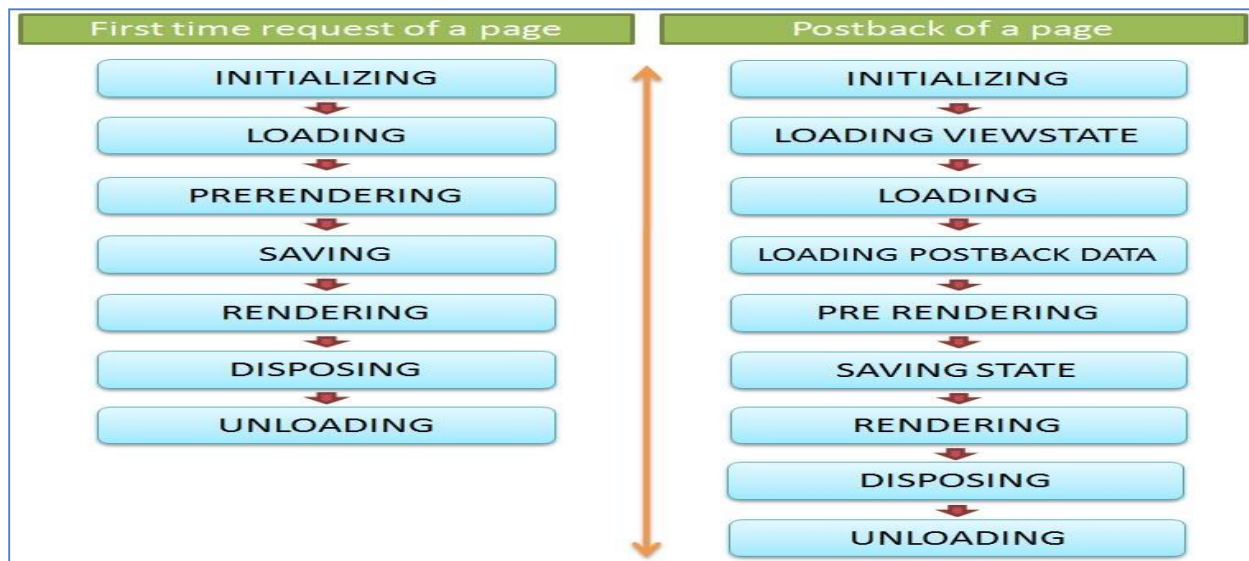 First time request of a page
INITIALIZING
LOADING
PRERENDERING
SAVING
RENDERING
DISPOSING
UNLOADING
Postback of a page
INITIALIZING
LOADING VIEWSTATE
LOADING
LOADING POSTBACK DATA
PRE RENDERING
SAVING STATE
RENDERING
DISPOSING
UNLOADING